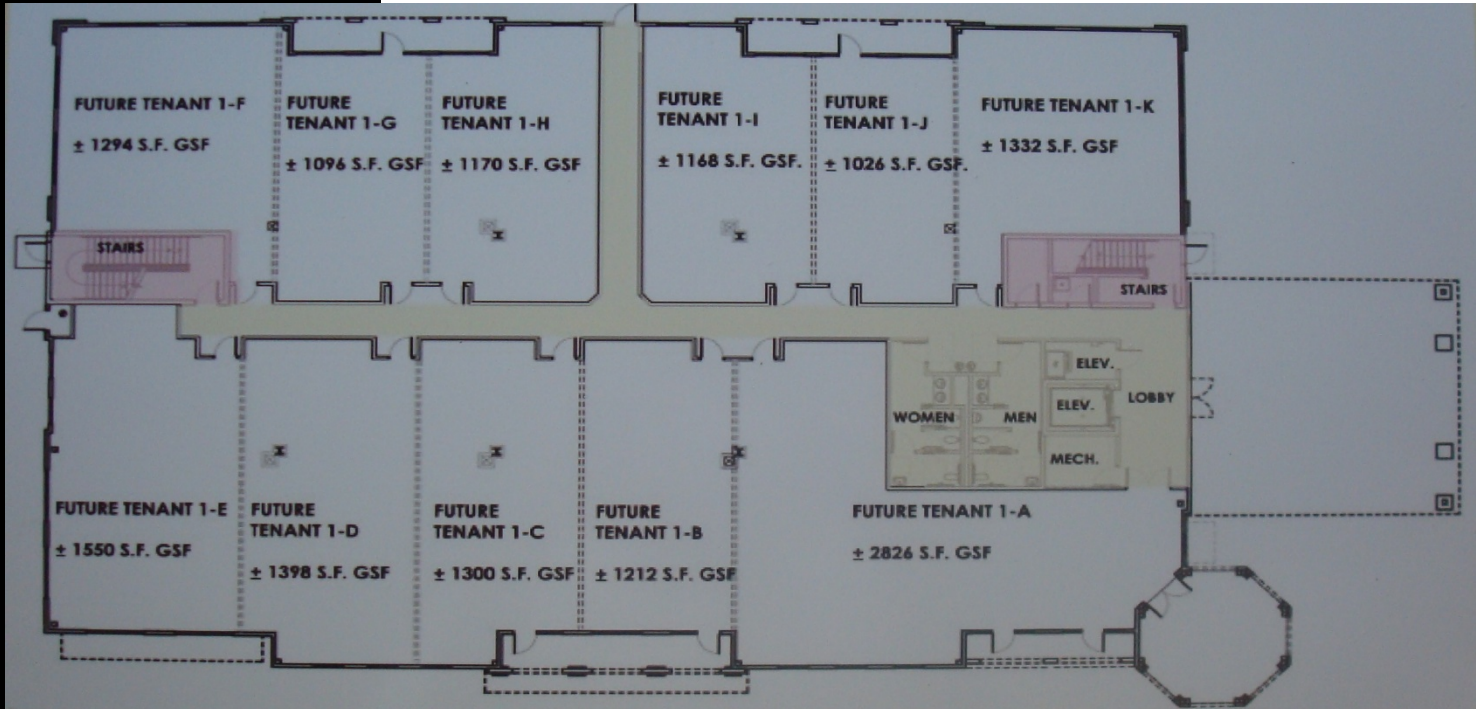 FUTURE TENANT 1-F
± 1294 S.F. GSF
FUTURE
TENANT 1-G
± 1096 S.F. GSF
FUTURE
TENANT 1-H
± 1170 S.F. GSF
FUTURE
TENANT 1-I
± 1168 S.F. GSF.
FUTURE
TENANT 1-J
± 1026 S.F. GSF.
FUTURE TENANT 1-K
± 1332 S.F. GSF
STAIRS
STAIRS
WOMEN
MEN
ELEV.
ELEV.
MECH.
LOBBY
FUTURE TENANT 1-E
± 1550 S.F. GSF
FUTURE
TENANT 1-D
± 1398 S.F. GSF
FUTURE
TENANT 1-C
± 1300 S.F. GSF
FUTURE
TENANT 1-B
± 1212 S.F. GSF
FUTURE TENANT 1-A
± 2826 S.F. GSF